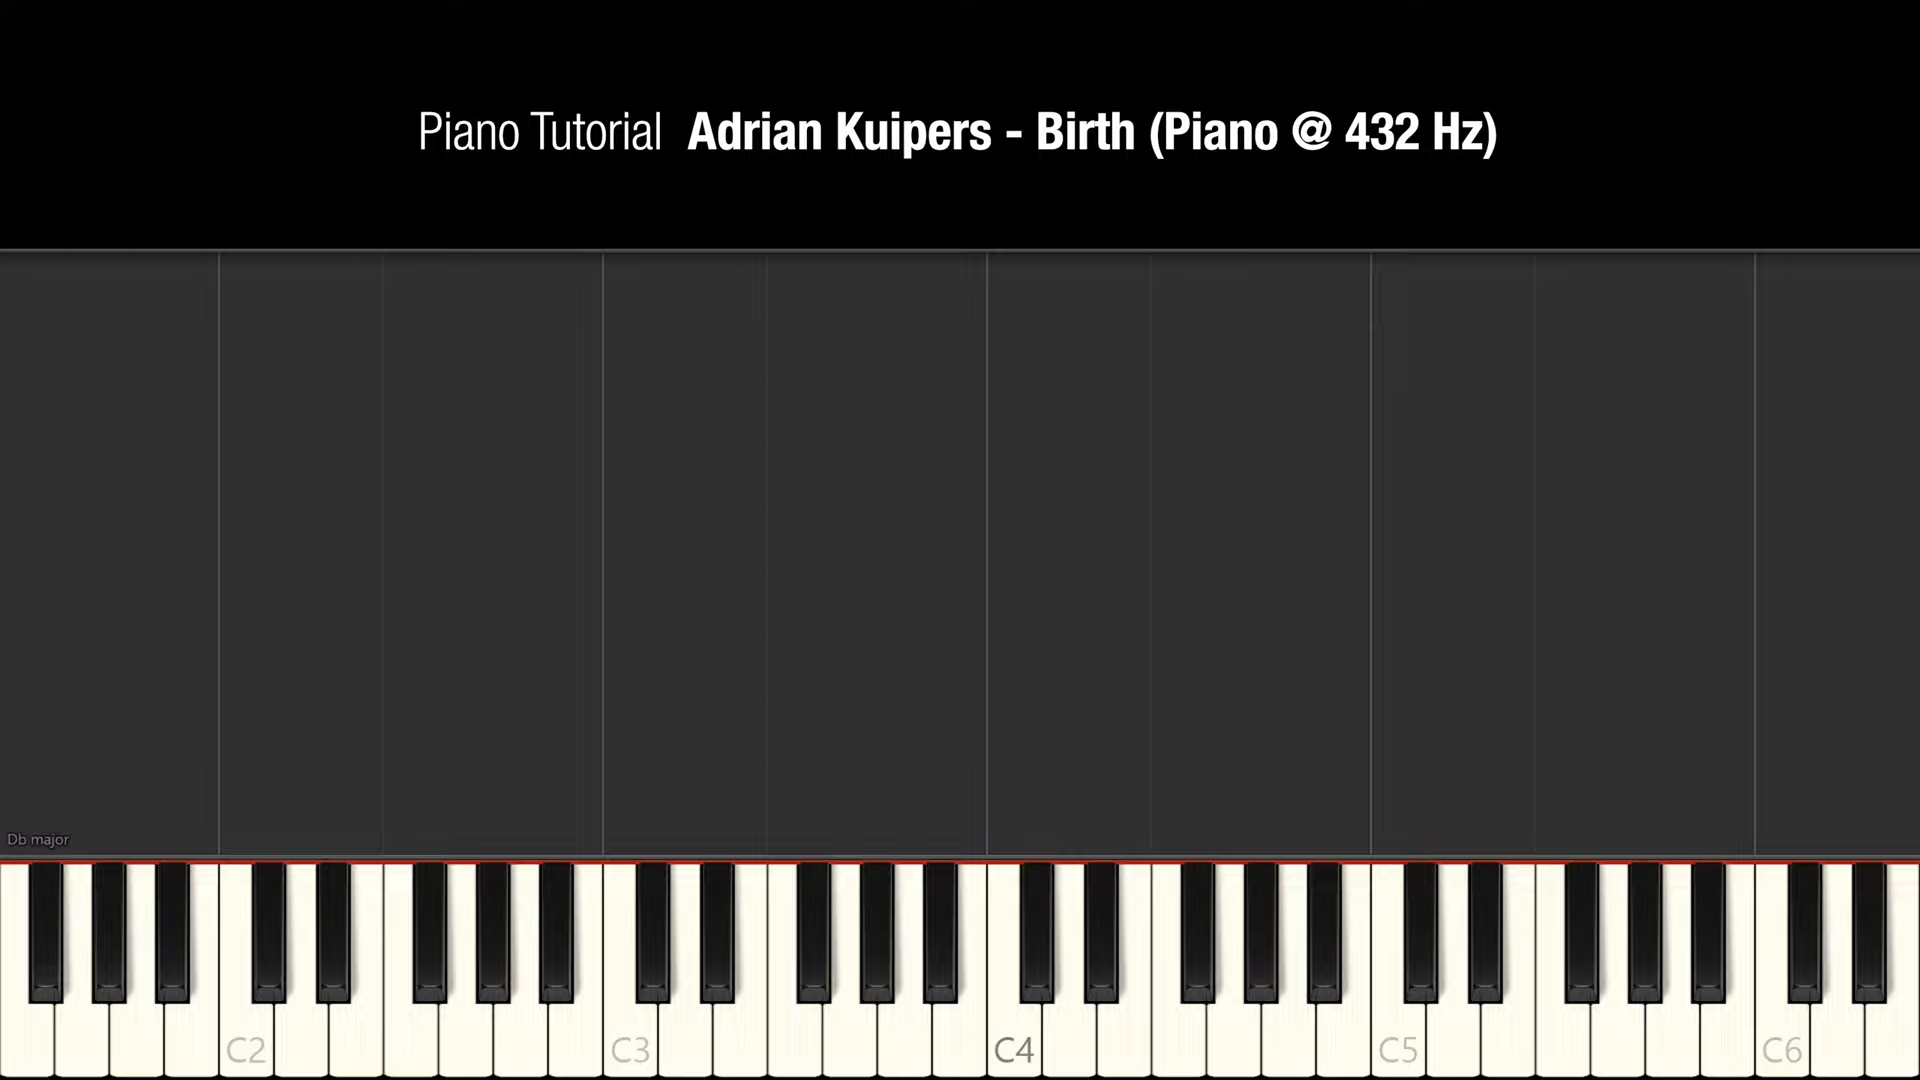 Piano Tutorial Adrian Kuipers - Birth (Piano @ 432 Hz)
Db major
C2 C3 C4 C5 C6